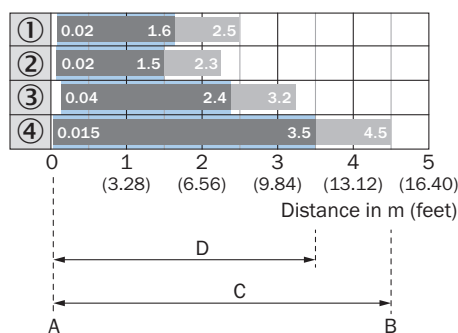 ① 0.02 1.6 2.5
② 0.02 1.5 2.3
③ 0.04 2.4 3.2
④ 0.015 3.5 4.5
0 1 2 3 4 5
(3.28) (6.56) (9.84) (13.12) (16.40)
Distance in m (feet)
D
C
A B